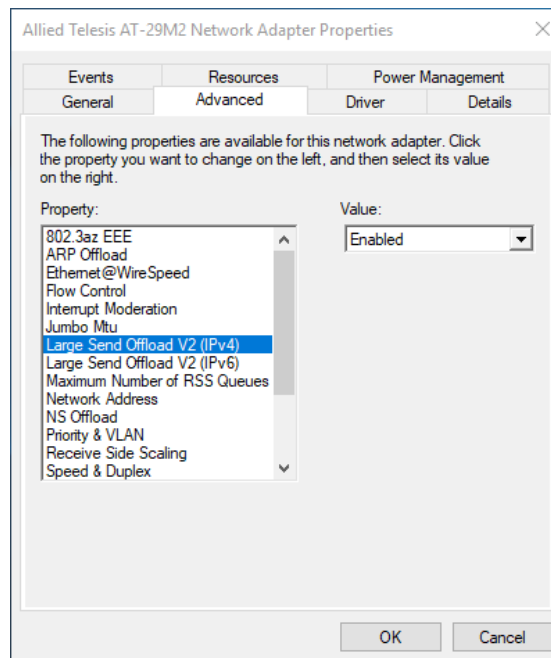 Allied Telesis AT-29M2 Network Adapter Properties
Events Resources Power Management
General Advanced Driver Details
The following properties are available for this network adapter. Click
the property you want to change on the left, and then select its value
on the right.
Property: Value:
802.3az EEE Enabled
ARP Offload
Ethernet@WireSpeed
Flow Control
Interrupt Moderation
Jumbo Mtu
Large Send Offload V2 (IPv4)
Large Send Offload V2 (IPv6)
Maximum Number of RSS Queues
Network Address
NS Offload
Priority & VLAN
Receive Side Scaling
Speed & Duplex
OK Cancel